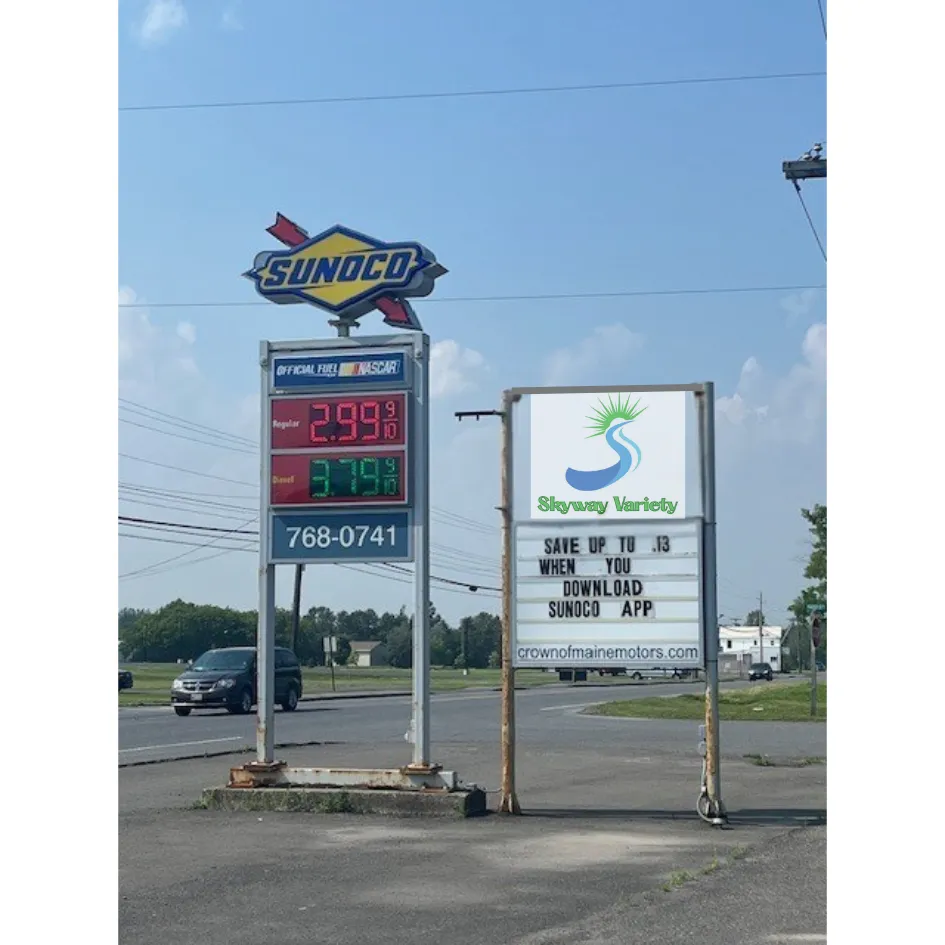 SUNOCO
OFFICIAL FUEL NASCAR
Regular 2.99 9/10
Diesel 3.79 9/10
768-0741
Skyway Variety
SAVE UP TO .13
WHEN YOU
DOWNLOAD
SUNOCO APP
crownofmainemotors.com